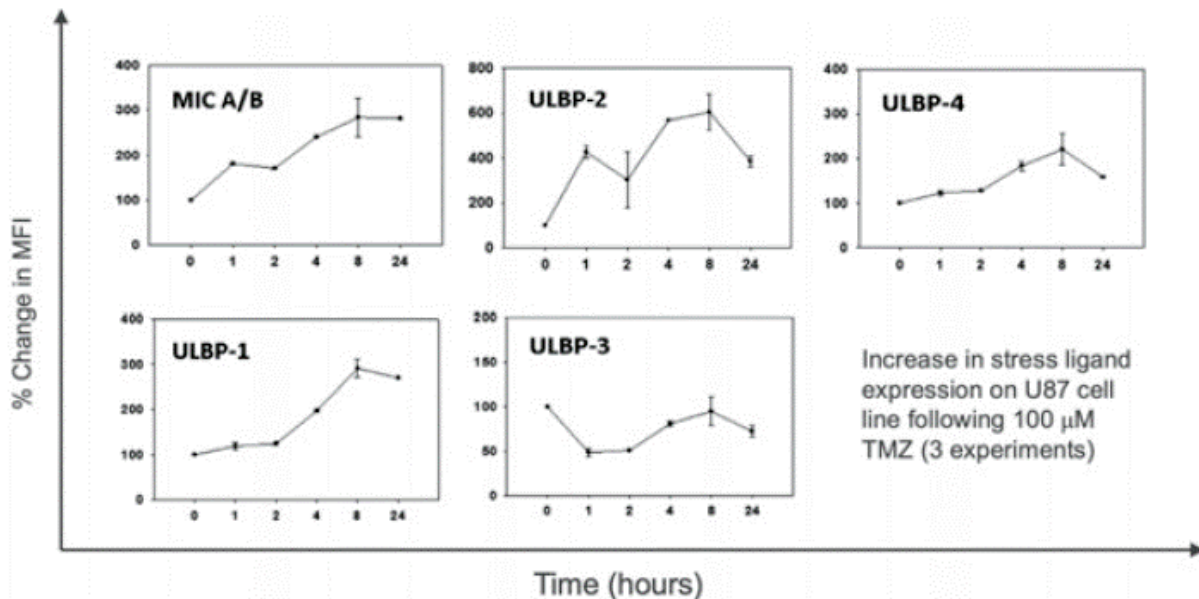 % Change in MFI
400
300
200
100
0
MIC A/B
0 1 2 4 8 24
800
600
400
200
0
ULBP-2
0 1 2 4 8 24
400
300
200
100
0
ULBP-4
0 1 2 4 8 24
400
300
200
100
0
ULBP-1
0 1 2 4 8 24
200
150
100
50
0
ULBP-3
0 1 2 4 8 24
Increase in stress ligand
expression on U87 cell
line following 100 μM
TMZ (3 experiments)
Time (hours)